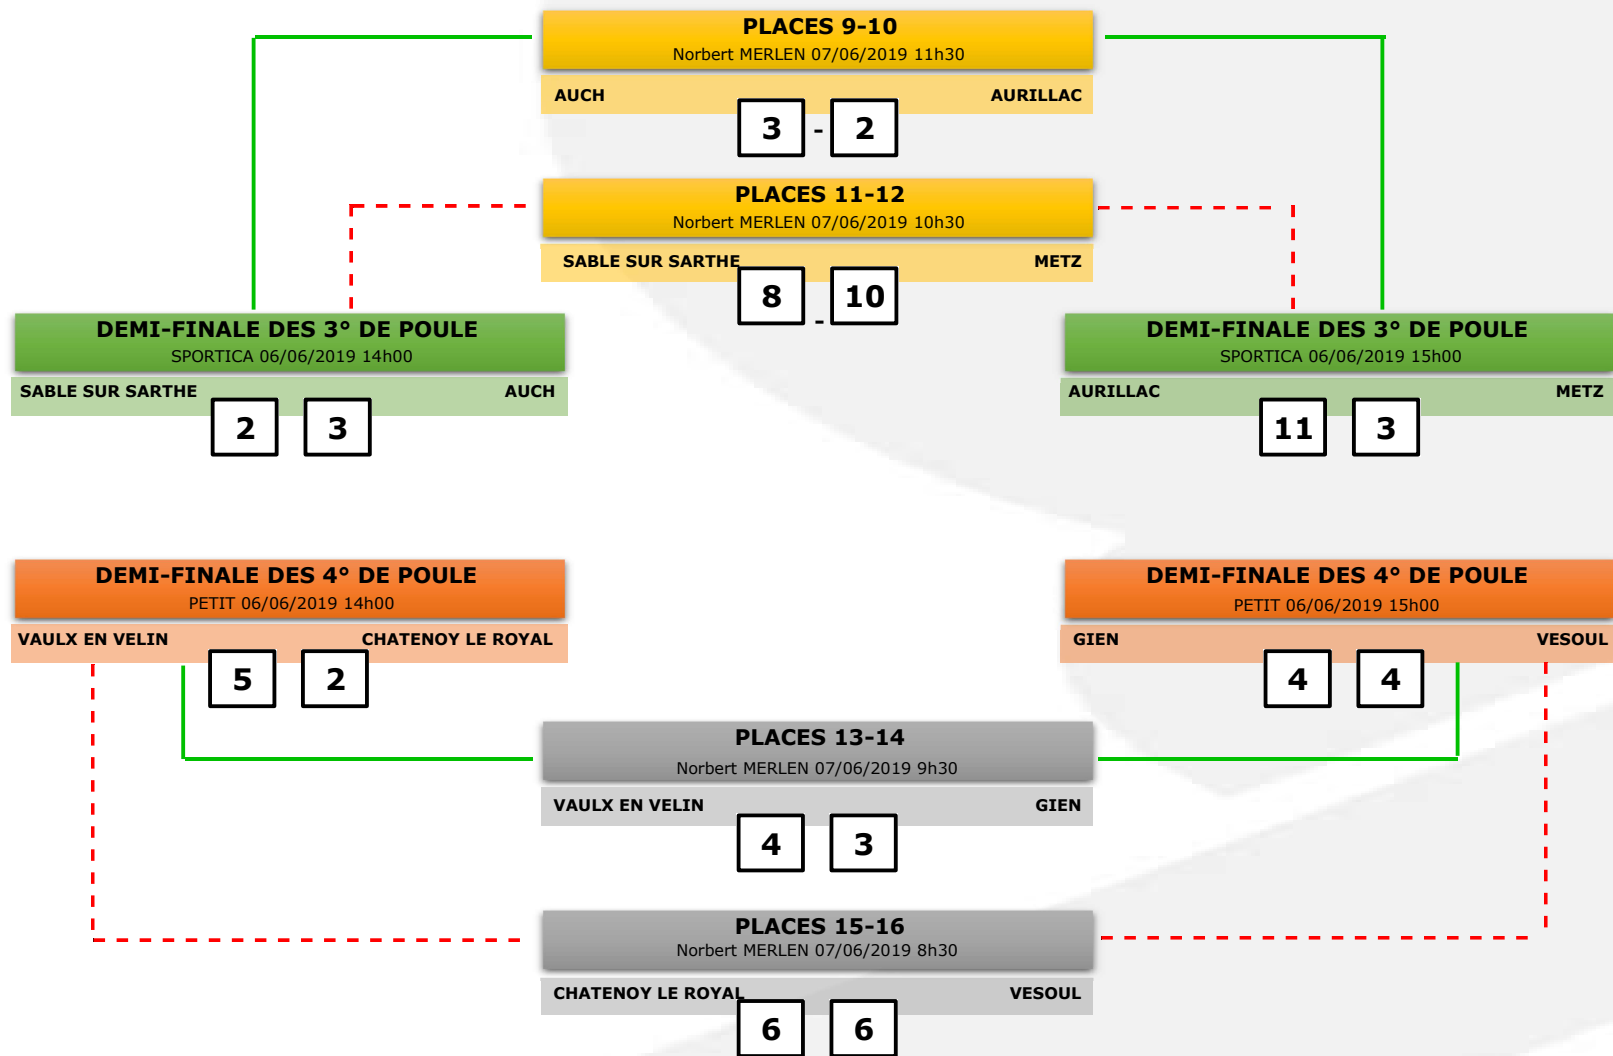 PLACES 9-10
Norbert MERLEN 07/06/2019 11h30
AUCH AURILLAC
3 - 2
PLACES 11-12
Norbert MERLEN 07/06/2019 10h30
SABLE SUR SARTHE METZ
8 - 10
DEMI-FINALE DES 3° DE POULE
SPORTICA 06/06/2019 14h00
SABLE SUR SARTHE AUCH
2 3
DEMI-FINALE DES 3° DE POULE
SPORTICA 06/06/2019 15h00
AURILLAC METZ
11 3
DEMI-FINALE DES 4° DE POULE
PETIT 06/06/2019 14h00
VAULX EN VELIN CHATENOY LE ROYAL
5 2
DEMI-FINALE DES 4° DE POULE
PETIT 06/06/2019 15h00
GIEN VESOUL
4 4
PLACES 13-14
Norbert MERLEN 07/06/2019 9h30
VAULX EN VELIN GIEN
4 3
PLACES 15-16
Norbert MERLEN 07/06/2019 8h30
CHATENOY LE ROYAL VESOUL
6 6